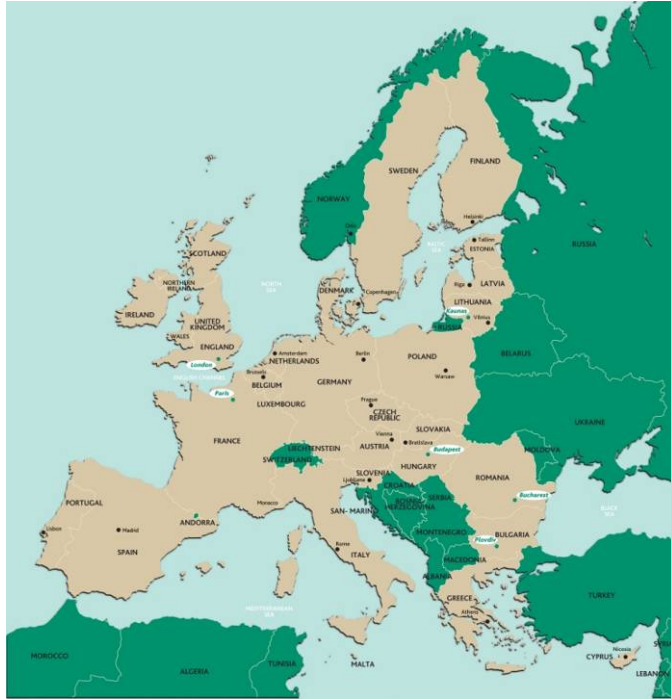 SWEDEN
FINLAND
NORWAY
RUSSIA
Helsinki
Oslo
Tallinn
ESTONIA
BALTIC
SEA
SCOTLAND
NORTHERN
IRELAND
NORTH
SEA
Riga
LATVIA
DENMARK
Copenhagen
LITHUANIA
Kaunas
Vilnius
RUSSIA
IRELAND
UNITED
KINGDOM
WALES
ENGLAND
London
ENGLISH CHANNEL
Amsterdam
NETHERLANDS
Berlin
POLAND
Warsaw
BELARUS
Brussels
BELGIUM
GERMANY
Paris
LUXEMBOURG
Prague
CZECH
REPUBLIC
UKRAINE
SLOVAKIA
Vienna
Bratislava
AUSTRIA
Budapest
HUNGARY
MOLDOVA
FRANCE
LIECHTENSTEIN
SWITZERLAND
SLOVENIA
Ljubljana
CROATIA
ROMANIA
Bucharest
BOSNIA
HERZEGOVINA
SERBIA
SAN- MARINO
Monaco
BLACK
SEA
PORTUGAL
ANDORRA
Lisbon
Madrid
SPAIN
MONTENEGRO
Plovdiv
BULGARIA
Rome
ITALY
MACEDONIA
ALBANIA
GREECE
Athens
TURKEY
MEDITERRANEAN
SEA
MOROCCO
ALGERIA
TUNISIA
MALTA
Nicosia
CYPRUS
SYRIA
LEBANON